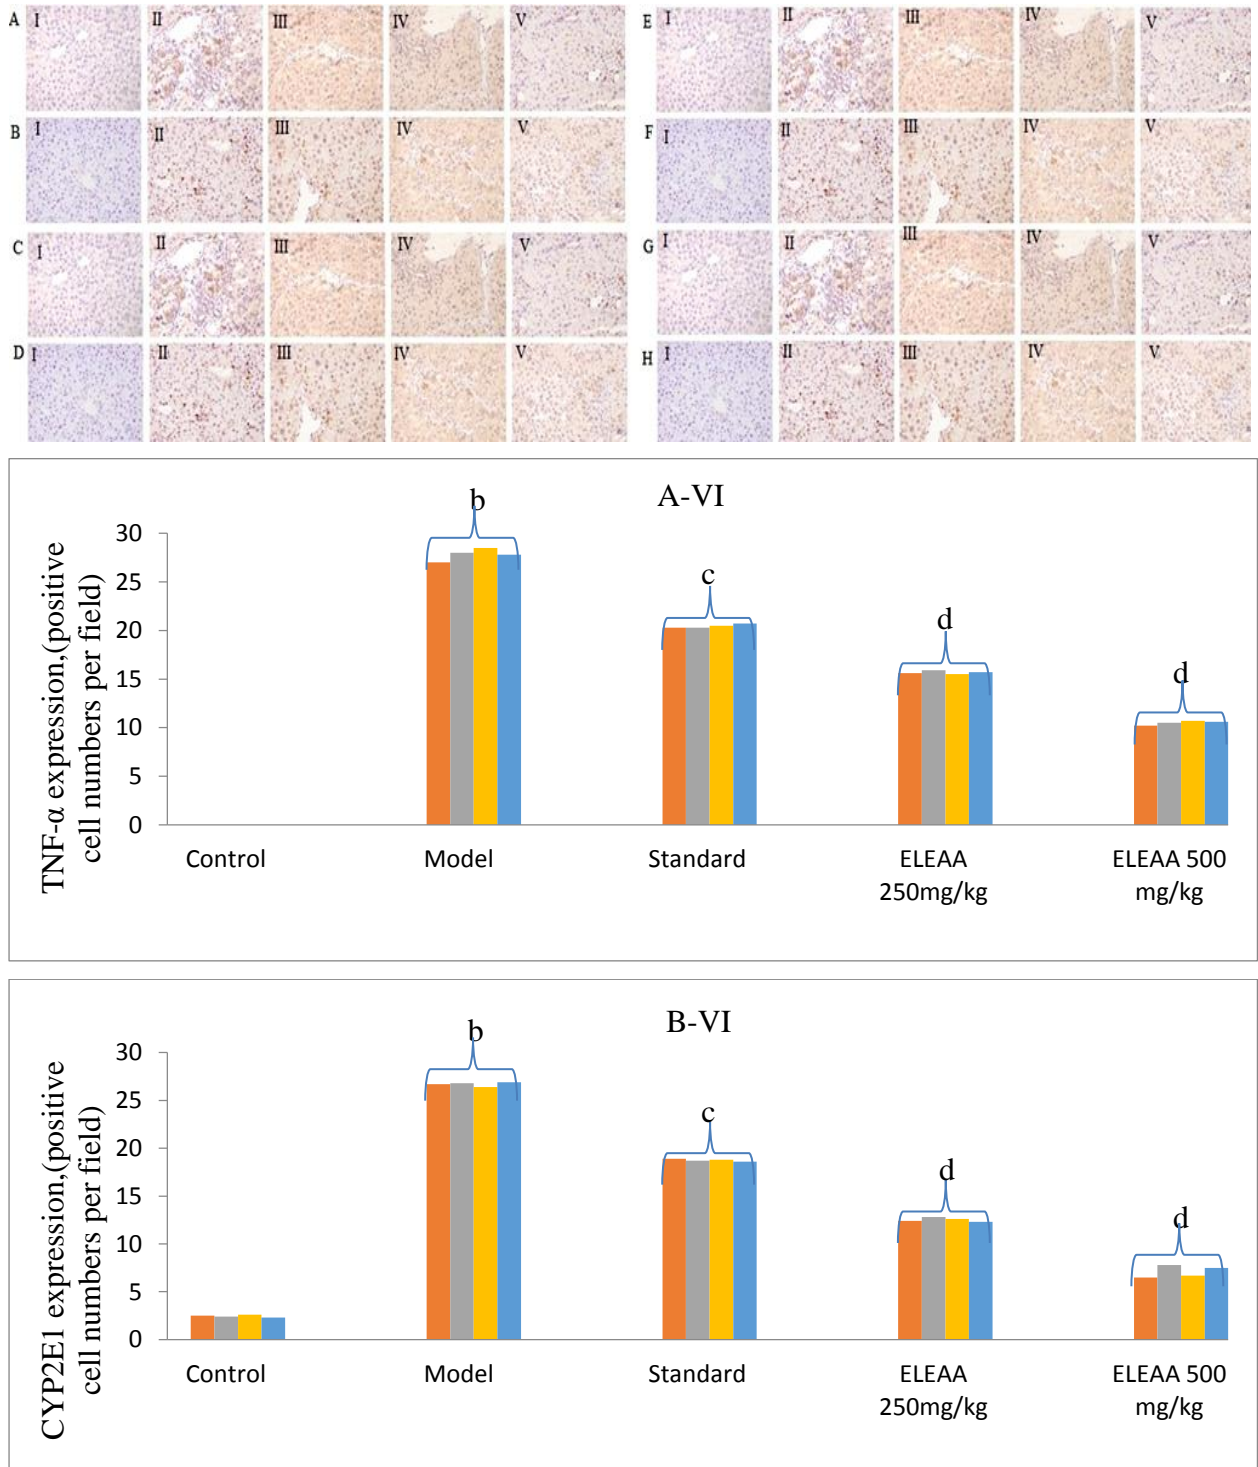 A I II III IV V
B I II III IV V
C I II III IV V
D I II III IV V
E I II III IV V
F I II III IV V
G I II III IV V
H I II III IV V
A-VI
TNF-α expression,(positive
cell numbers per field)
30
25
20
15
10
5
0
b
c
d
d
Control
Model
Standard
ELEAA
250mg/kg
ELEAA 500
mg/kg
B-VI
CYP2E1 expression,(positive
cell numbers per field)
30
25
20
15
10
5
0
b
c
d
d
Control
Model
Standard
ELEAA
250mg/kg
ELEAA 500
mg/kg